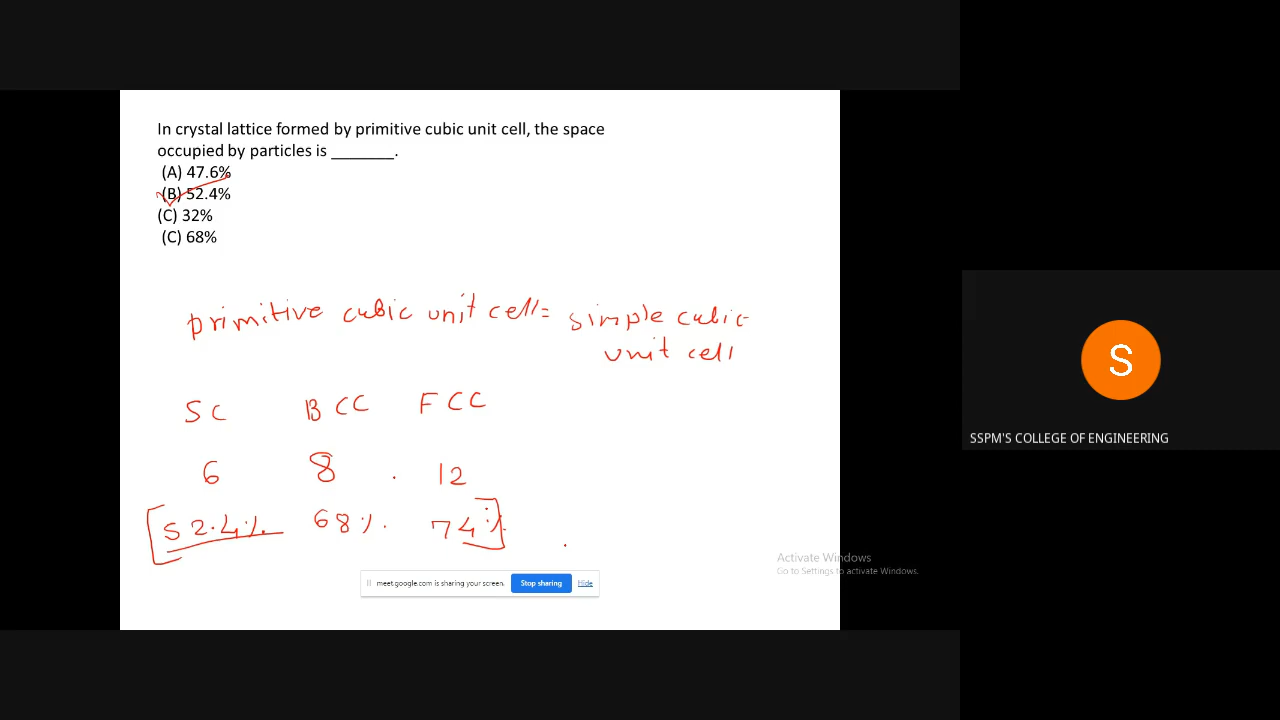 In crystal lattice formed by primitive cubic unit cell, the space
occupied by particles is _______.
(A) 47.6%
(B) 52.4%
(C) 32%
(C) 68%
primitive cubic unit cell = simple cubic
unit cell
SC BCC FCC
6 8 12
52.4% 68% 74%
S
SSPM'S COLLEGE OF ENGINEERING
Activate Windows
Go to Settings to activate Windows.
meet.google.com is sharing your screen. Stop sharing Hide